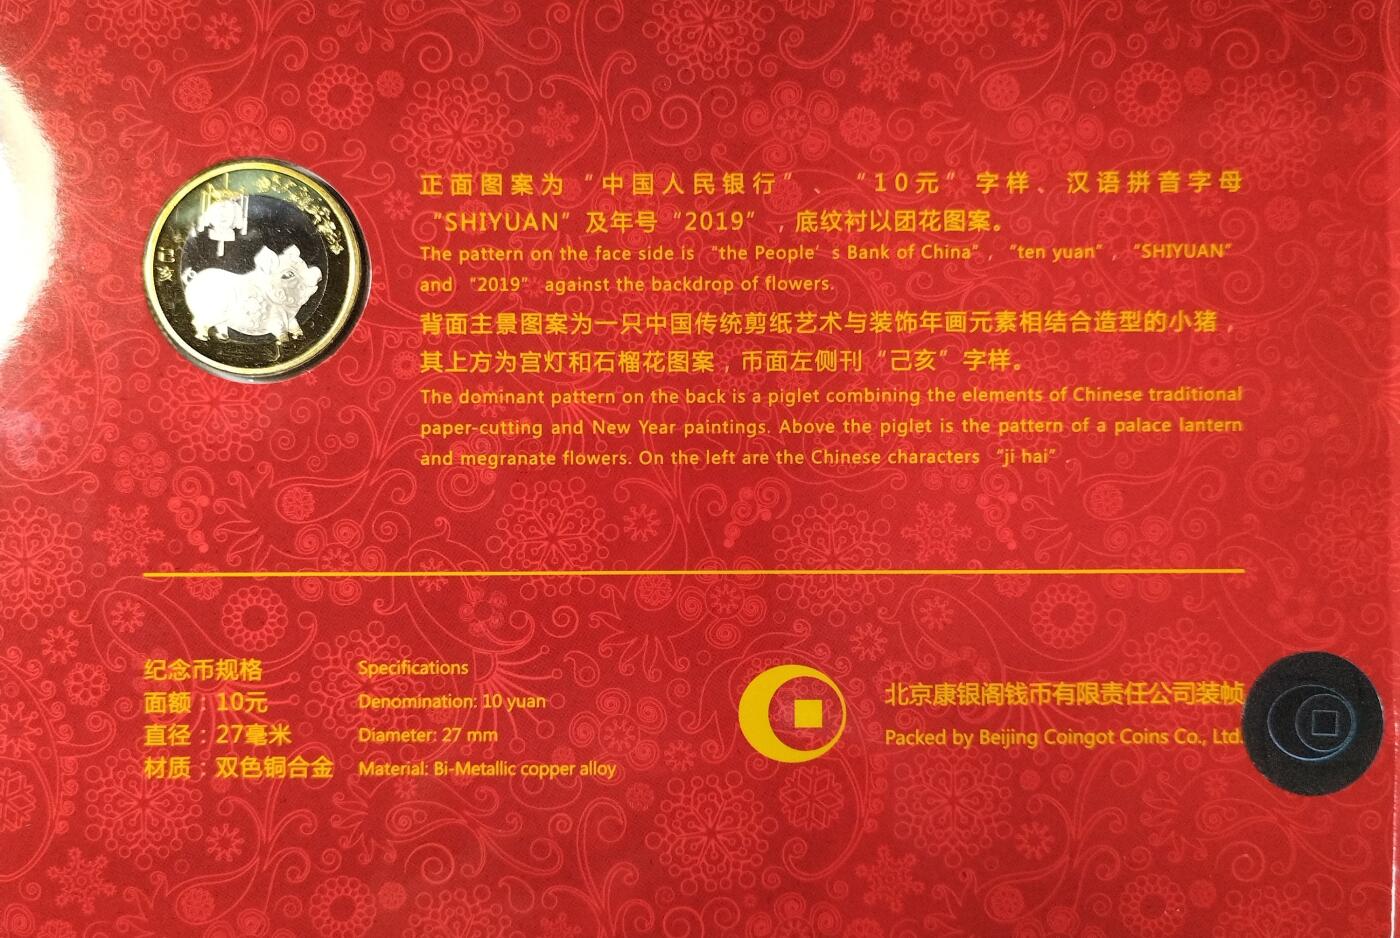 正面图案为“中国人民银行”、“10元”字样、汉语拼音字母
“SHIYUAN”及年号“2019”,底纹衬以团花图案。
The pattern on the face side is “the People’s Bank of China”, “ten yuan”, “SHIYUAN”
and “2019” against the backdrop of flowers.
背面主景图案为一只中国传统剪纸艺术与装饰年画元素相结合造型的小猪,
其上方为宫灯和石榴花图案,币面左侧刊“己亥”字样。
The dominant pattern on the back is a piglet combining the elements of Chinese traditional
paper-cutting and New Year paintings. Above the piglet is the pattern of a palace lantern
and megranate flowers. On the left are the Chinese characters “ji hai”.
己亥
纪念币规格
面额:10元
直径:27毫米
材质:双色铜合金
Specifications
Denomination: 10 yuan
Diameter: 27 mm
Material: Bi-Metallic copper alloy
北京康银阁钱币有限责任公司装帧
Packed by Beijing Coingot Coins Co., Ltd.